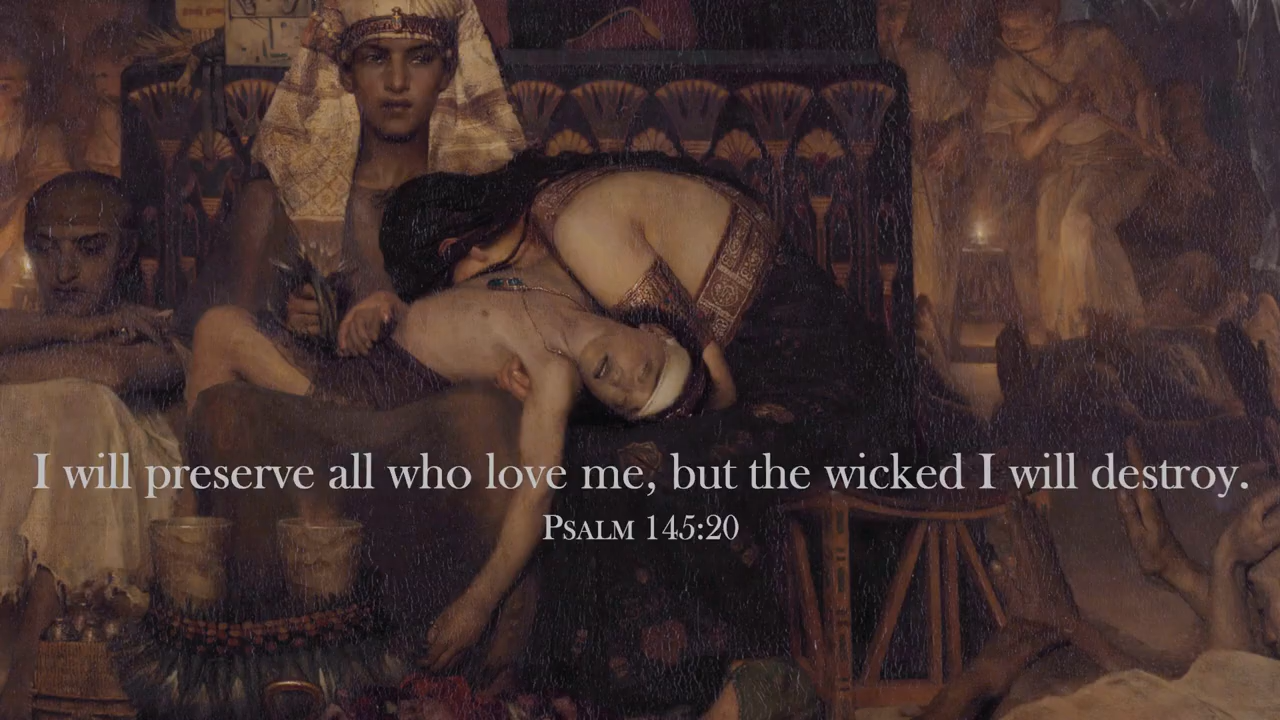 I will preserve all who love me, but the wicked I will destroy.
Psalm 145:20